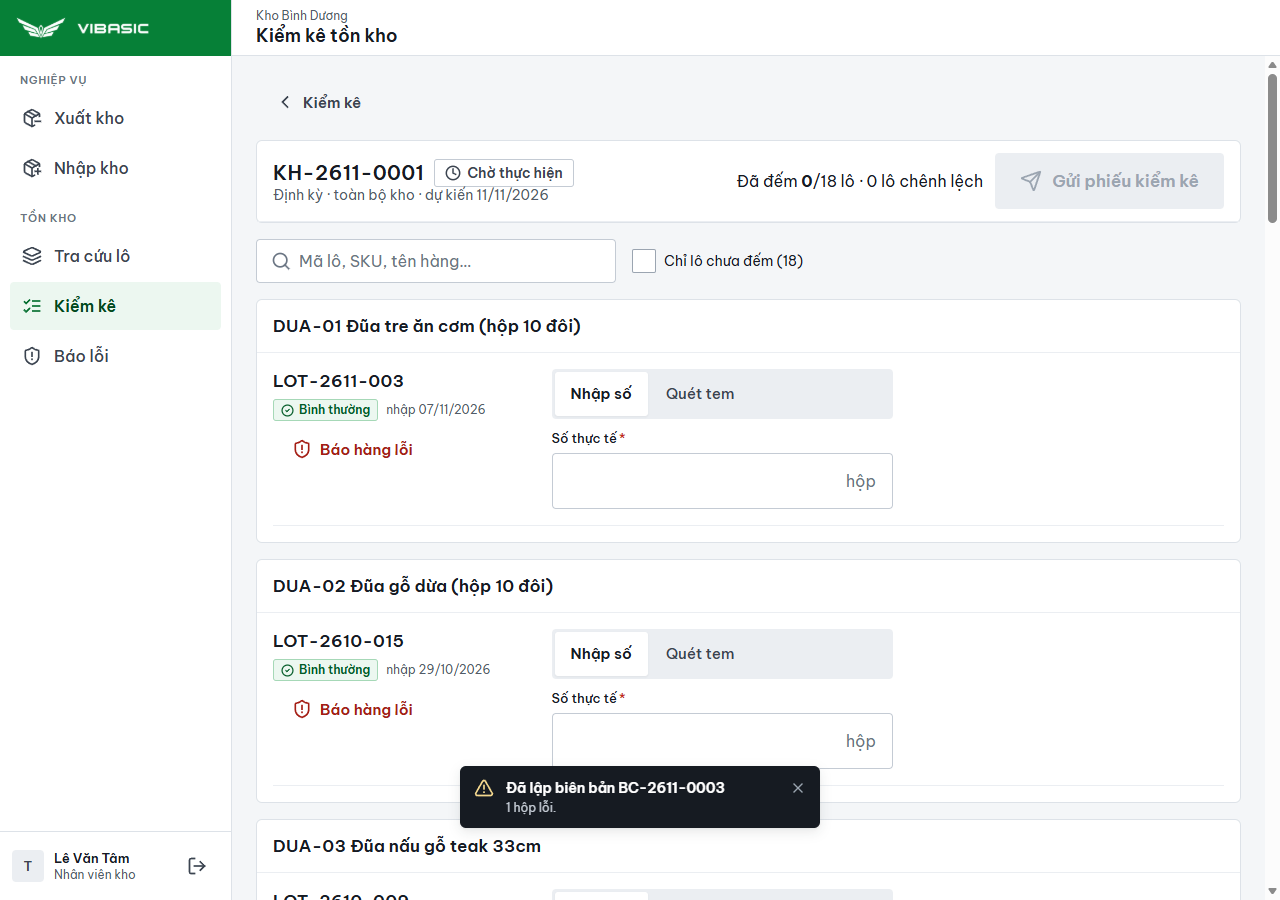 VIBASIC
Kho Bình Dương
Kiểm kê tồn kho
NGHIỆP VỤ
Xuất kho
Nhập kho
TỒN KHO
Tra cứu lô
Kiểm kê
Báo lỗi
T
Lê Văn Tâm
Nhân viên kho
Kiểm kê
KH-2611-0001
Chờ thực hiện
Định kỳ · toàn bộ kho · dự kiến 11/11/2026
Đã đếm 0/18 lô · 0 lô chênh lệch
Gửi phiếu kiểm kê
Mã lô, SKU, tên hàng...
Chỉ lô chưa đếm (18)
DUA-01 Đũa tre ăn cơm (hộp 10 đôi)
LOT-2611-003
Bình thường nhập 07/11/2026
Báo hàng lỗi
Nhập số Quét tem
Số thực tế *
hộp
DUA-02 Đũa gỗ dừa (hộp 10 đôi)
LOT-2610-015
Bình thường nhập 29/10/2026
Báo hàng lỗi
Nhập số Quét tem
Số thực tế *
hộp
Đã lập biên bản BC-2611-0003
1 hộp lỗi.
DUA-03 Đũa nấu gỗ teak 33cm